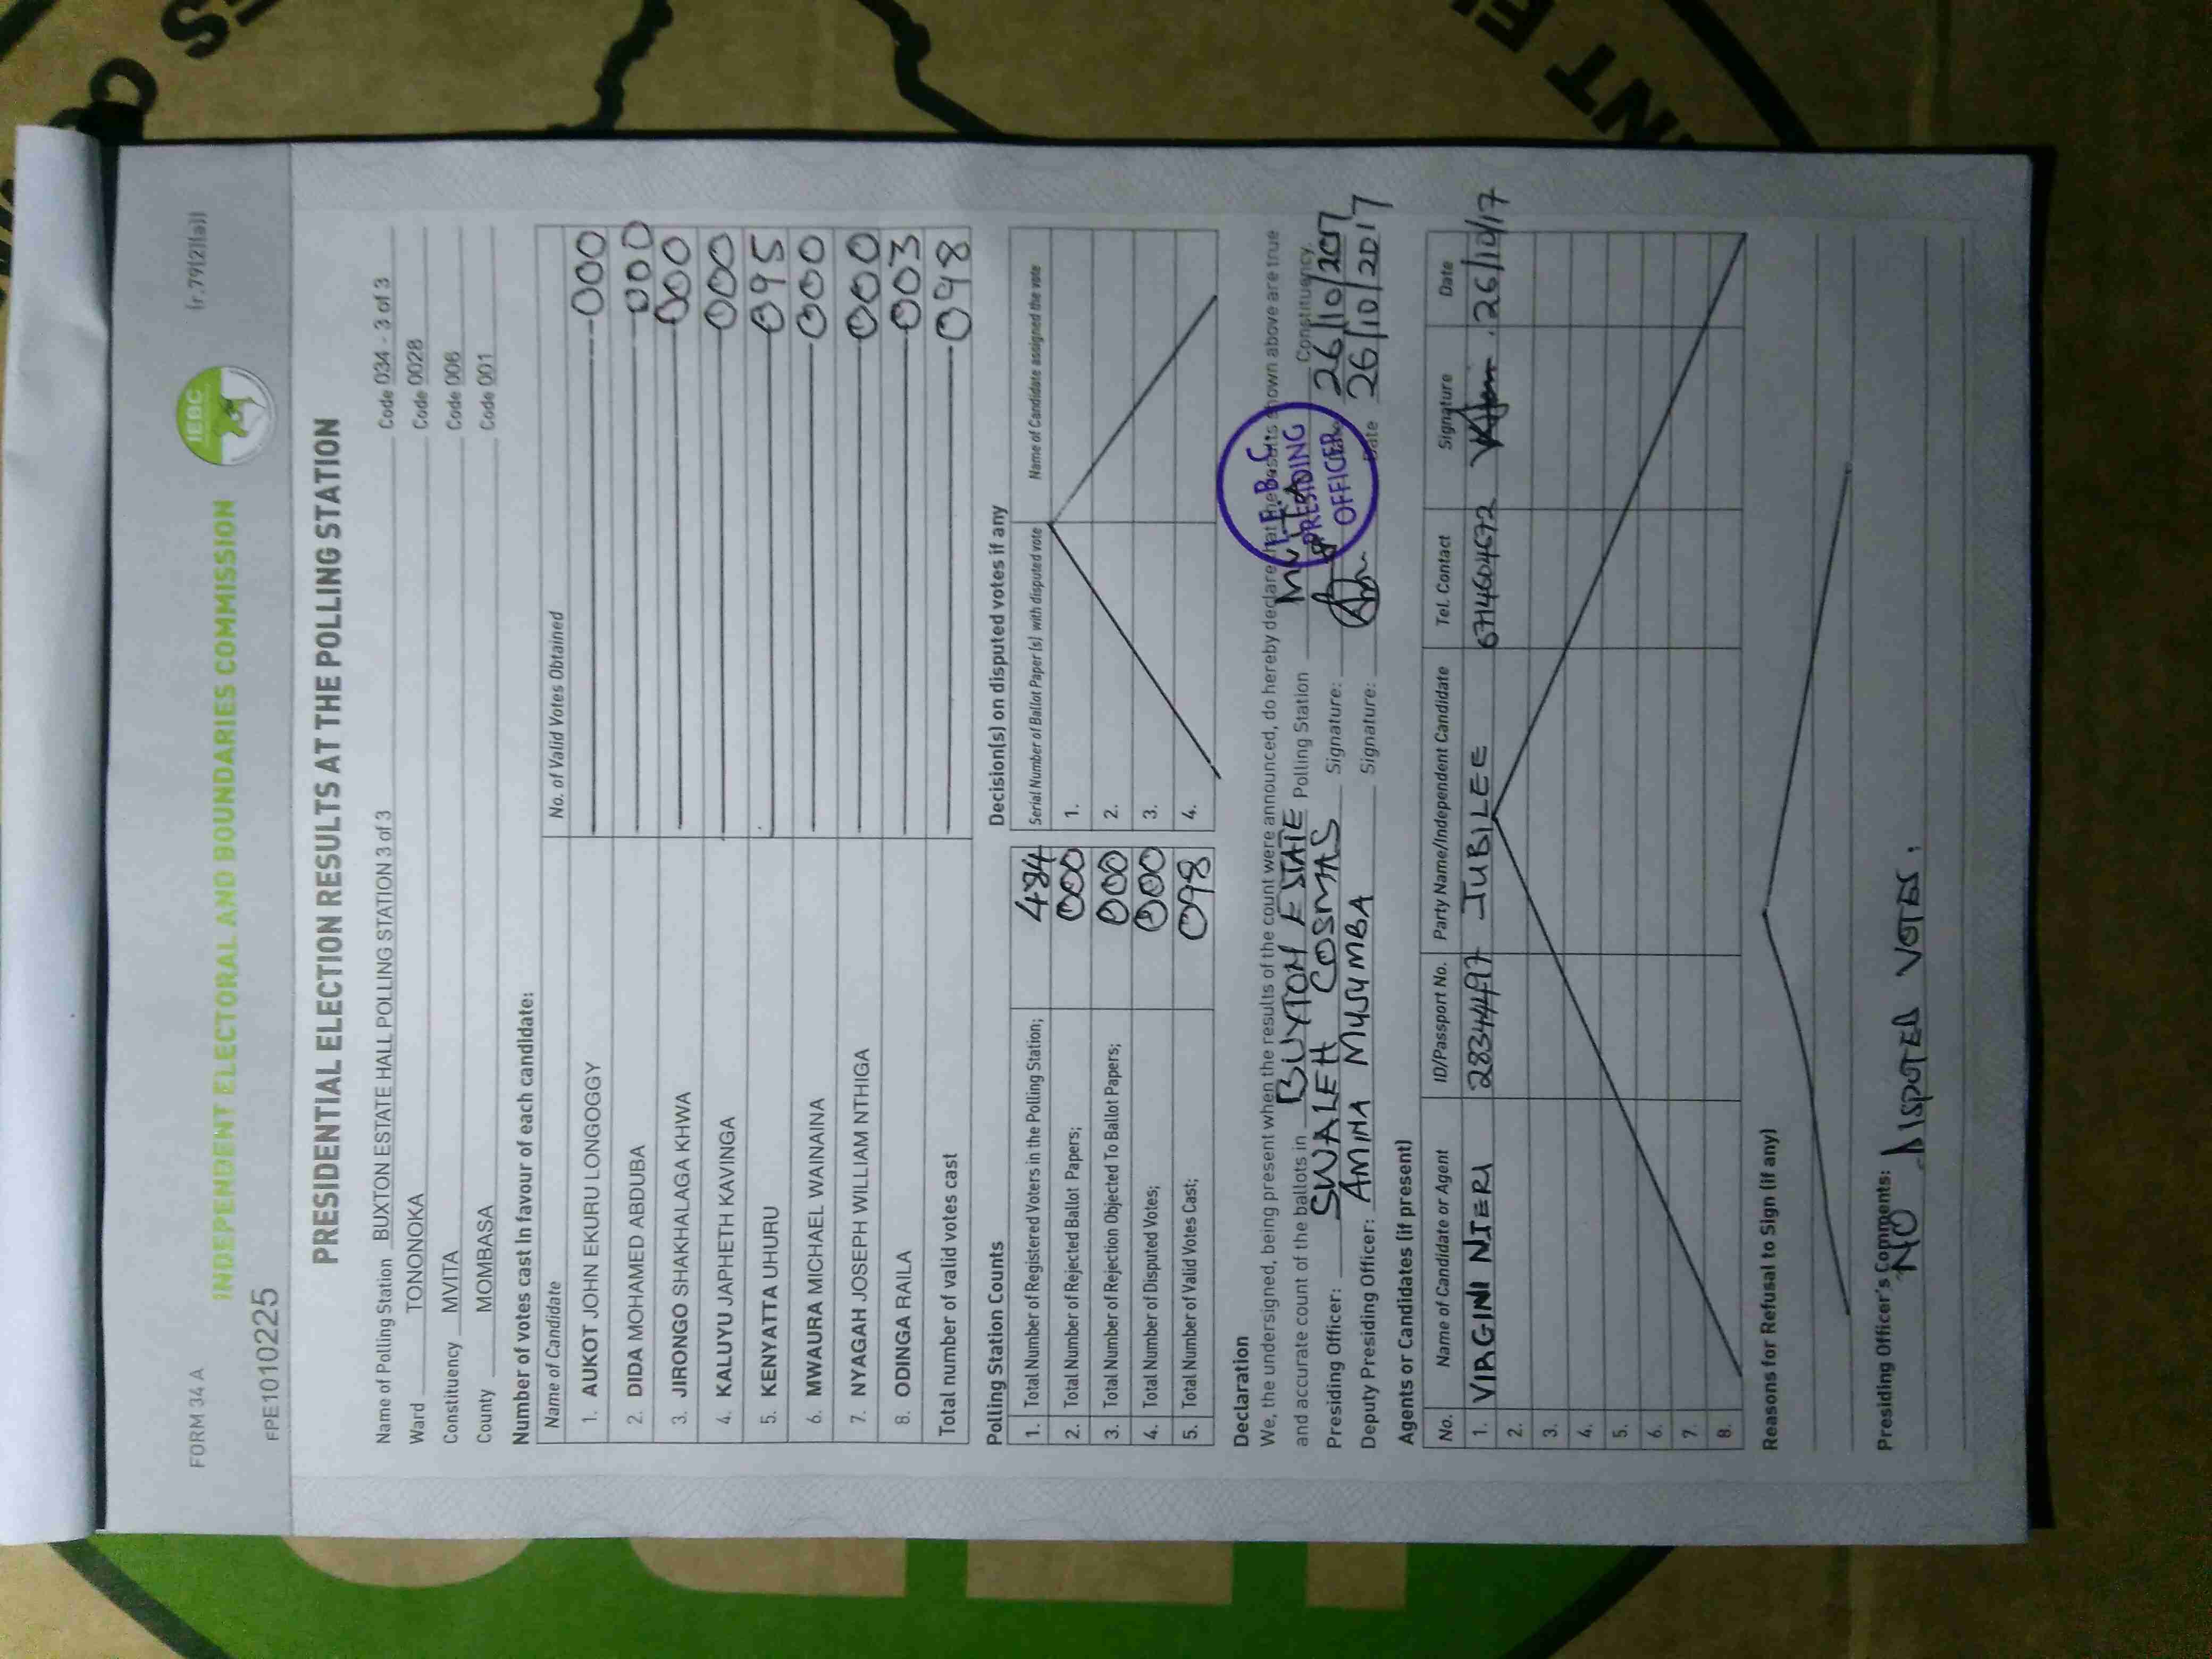 FORM 34 A
(r.79(2)(a))
IEBC
INDEPENDENT ELECTORAL AND BOUNDARIES COMMISSION
FPE1010225
PRESIDENTIAL ELECTION RESULTS AT THE POLLING STATION
Name of Polling Station BUXTON ESTATE HALL POLLING STATION 3 of 3 Code 034 - 3 of 3
Ward TONONOKA Code 0028
Constituency MVITA Code 006
County MOMBASA Code 001
Number of votes cast in favour of each candidate:
Name of Candidate No. of Valid Votes Obtained
1. AUKOT JOHN EKURU LONGOGGY 000
2. DIDA MOHAMED ABDUBA 000
3. JIRONGO SHAKHALAGA KHWA 000
4. KALUYU JAPHETH KAVINGA 000
5. KENYATTA UHURU 095
6. MWAURA MICHAEL WAINAINA 000
7. NYAGAH JOSEPH WILLIAM NTHIGA 000
8. ODINGA RAILA 003
Total number of valid votes cast 098
Polling Station Counts
1. Total Number of Registered Voters in the Polling Station; 484
2. Total Number of Rejected Ballot Papers; 000
3. Total Number of Rejection Objected To Ballot Papers; 000
4. Total Number of Disputed Votes; 000
5. Total Number of Valid Votes Cast; 098
Decision(s) on disputed votes if any
Serial Number of Ballot Paper (s) with disputed vote Name of Candidate assigned the vote
1.
2.
3.
4.
Declaration
We, the undersigned, being present when the results of the count were announced, do hereby declare that the results shown above are true
and accurate count of the ballots in BUXTON ESTATE Polling Station MVITA Constituency.
Presiding Officer: SWALEH COSMAS Signature: Date 26/10/2017
Deputy Presiding Officer: AMINA MUSYMBA Signature: Date 26/10/2017
I.E.B.C
PRESIDING
OFFICER
Agents or Candidates (if present)
No. Name of Candidate or Agent ID/Passport No. Party Name/Independent Candidate Tel. Contact Signature Date
1. VIRGINI NJERI 28344497 JUBILEE 0714604672 26/10/17
2.
3.
4.
5.
6.
7.
8.
Reasons for Refusal to Sign (if any)
Presiding Officer's Comments:
NO DISPUTED VOTES.